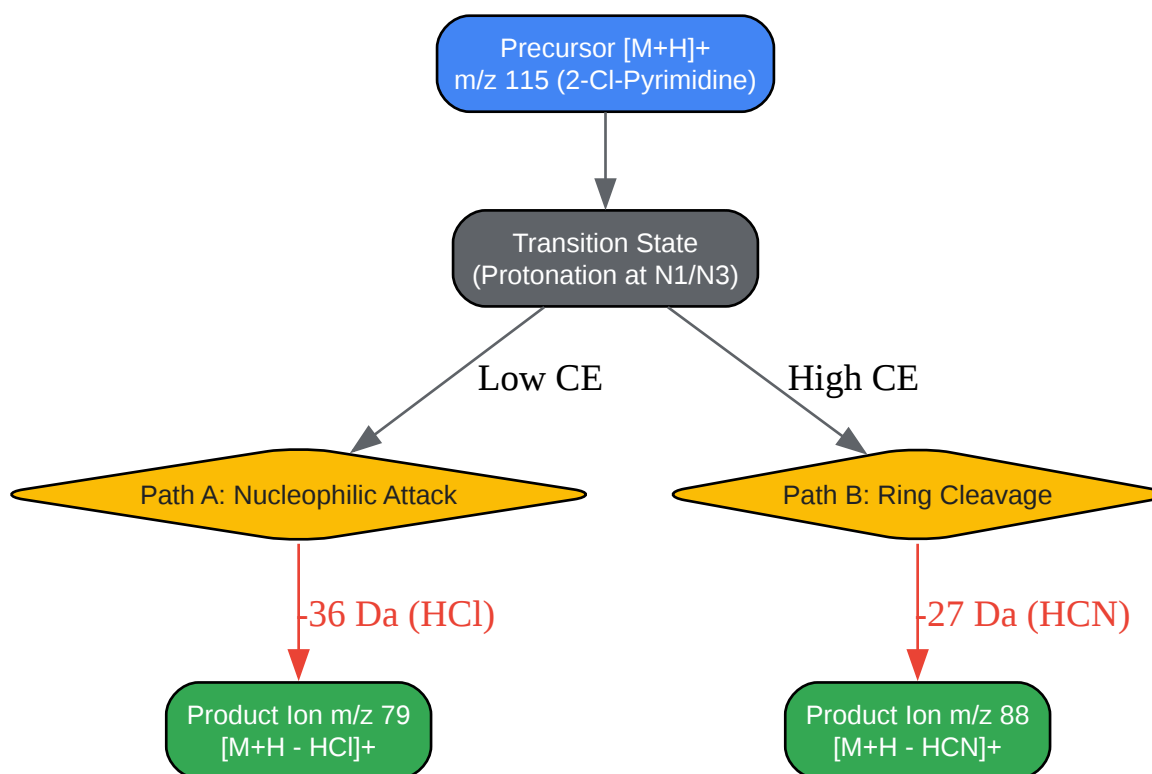 Precursor [M+H]+
m/z 115 (2-Cl-Pyrimidine)
Transition State
(Protonation at N1/N3)
Low CE
High CE
Path A: Nucleophilic Attack
Path B: Ring Cleavage
-36 Da (HCl)
-27 Da (HCN)
Product Ion m/z 79
[M+H - HCl]+
Product Ion m/z 88
[M+H - HCN]+